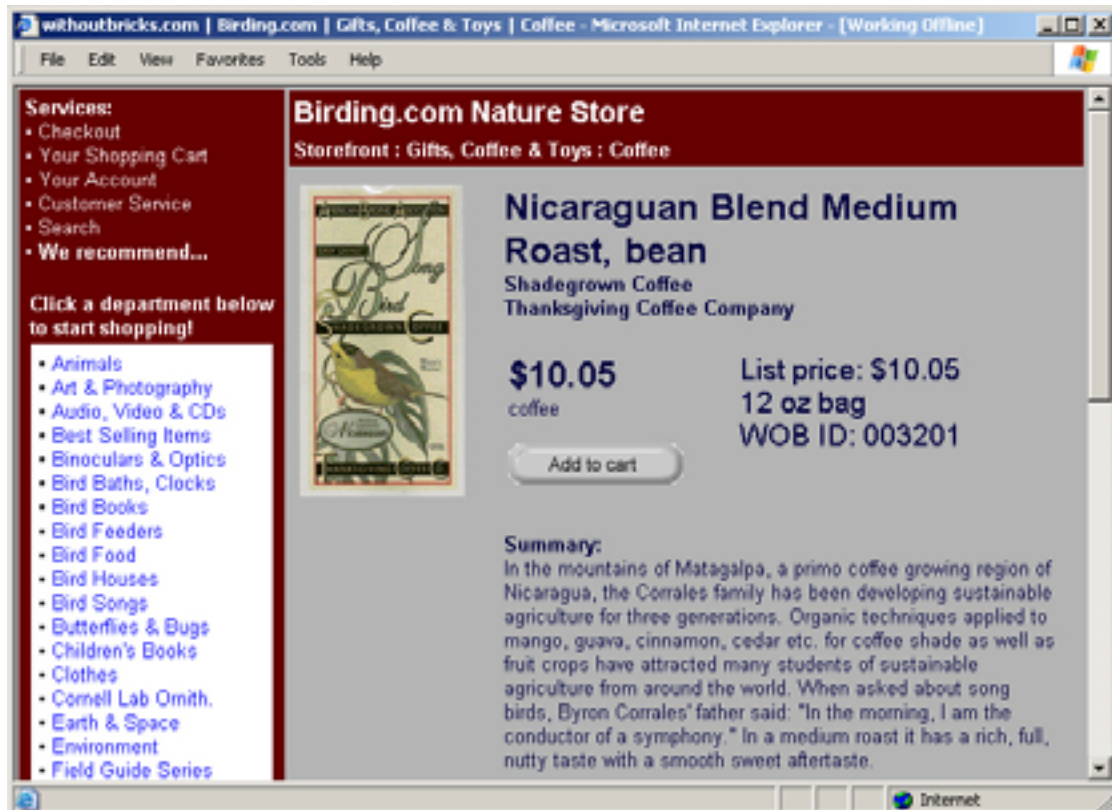 withoutbricks.com | Birding.com | Gifts, Coffee & Toys | Coffee - Microsoft Internet Explorer - [Working Offline]
File Edit View Favorites Tools Help
Services:
• Checkout
• Your Shopping Cart
• Your Account
• Customer Service
• Search
• We recommend...
Click a department below
to start shopping!
• Animals
• Art & Photography
• Audio, Video & CDs
• Best Selling Items
• Binoculars & Optics
• Bird Baths, Clocks
• Bird Books
• Bird Feeders
• Bird Food
• Bird Houses
• Bird Songs
• Butterflies & Bugs
• Children's Books
• Clothes
• Cornell Lab Ornith.
• Earth & Space
• Environment
• Field Guide Series
Birding.com Nature Store
Storefront : Gifts, Coffee & Toys : Coffee
Song
Bird
Shadegrown Coffee
Thanksgiving Coffee Co
Nicaraguan Blend Medium
Roast, bean
Shadegrown Coffee
Thanksgiving Coffee Company
$10.05
coffee
Add to cart
List price: $10.05
12 oz bag
WOB ID: 003201
Summary:
In the mountains of Matagalpa, a primo coffee growing region of
Nicaragua, the Corrales family has been developing sustainable
agriculture for three generations. Organic techniques applied to
mango, guava, cinnamon, cedar etc. for coffee shade as well as
fruit crops have attracted many students of sustainable
agriculture from around the world. When asked about song
birds, Byron Corrales' father said: "In the morning, I am the
conductor of a symphony." In a medium roast it has a rich, full,
nutty taste with a smooth sweet aftertaste.
Internet